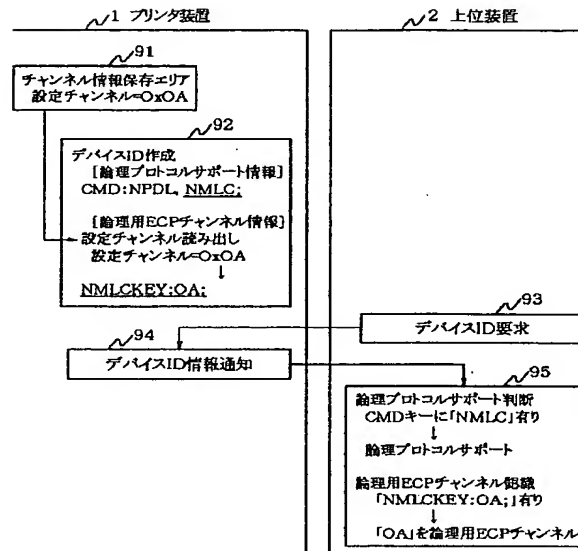 1 プリンタ装置
2 上位装置
91
チャンネル情報保存エリア
設定チャンネル=0x0A
92
デバイスID作成
[論理プロトコルサポート情報]
CMD:NPDL, NMLC;
[論理用ECPチャンネル情報]
設定チャンネル読み出し
設定チャンネル=0x0A
↓
NMLCKEY:0A;
93
デバイスID要求
94
デバイスID情報通知
95
論理プロトコルサポート判断
CMDキーに「NMLC」有り
↓
論理プロトコルサポート
論理用ECPチャンネル認識
「NMLCKEY:0A;」有り
↓
「0A」を論理用ECPチャンネル